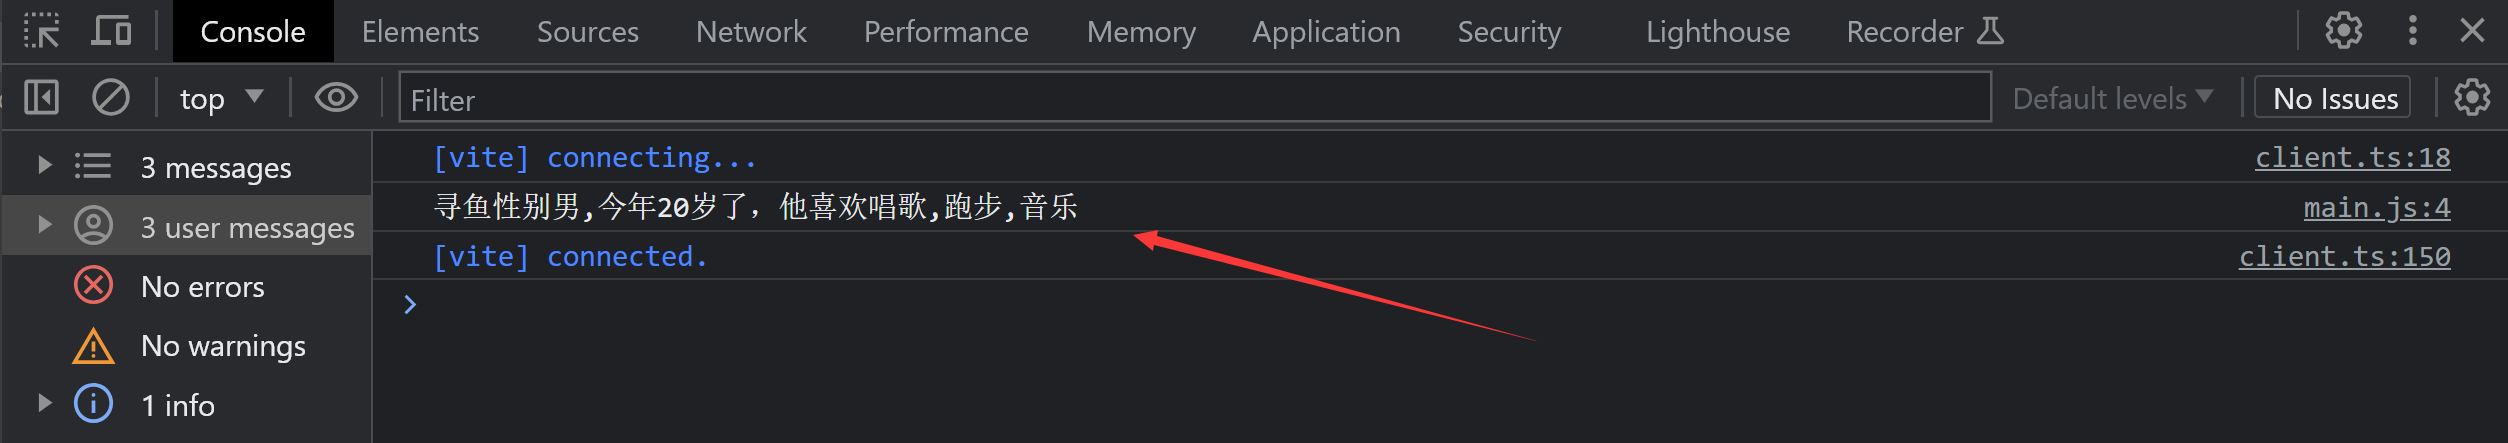 Console Elements Sources Network Performance Memory Application Security Lighthouse Recorder
top Filter Default levels No Issues
3 messages
3 user messages
No errors
No warnings
1 info
[vite] connecting... client.ts:18
寻鱼性别男,今年20岁了，他喜欢唱歌,跑步,音乐 main.js:4
[vite] connected. client.ts:150